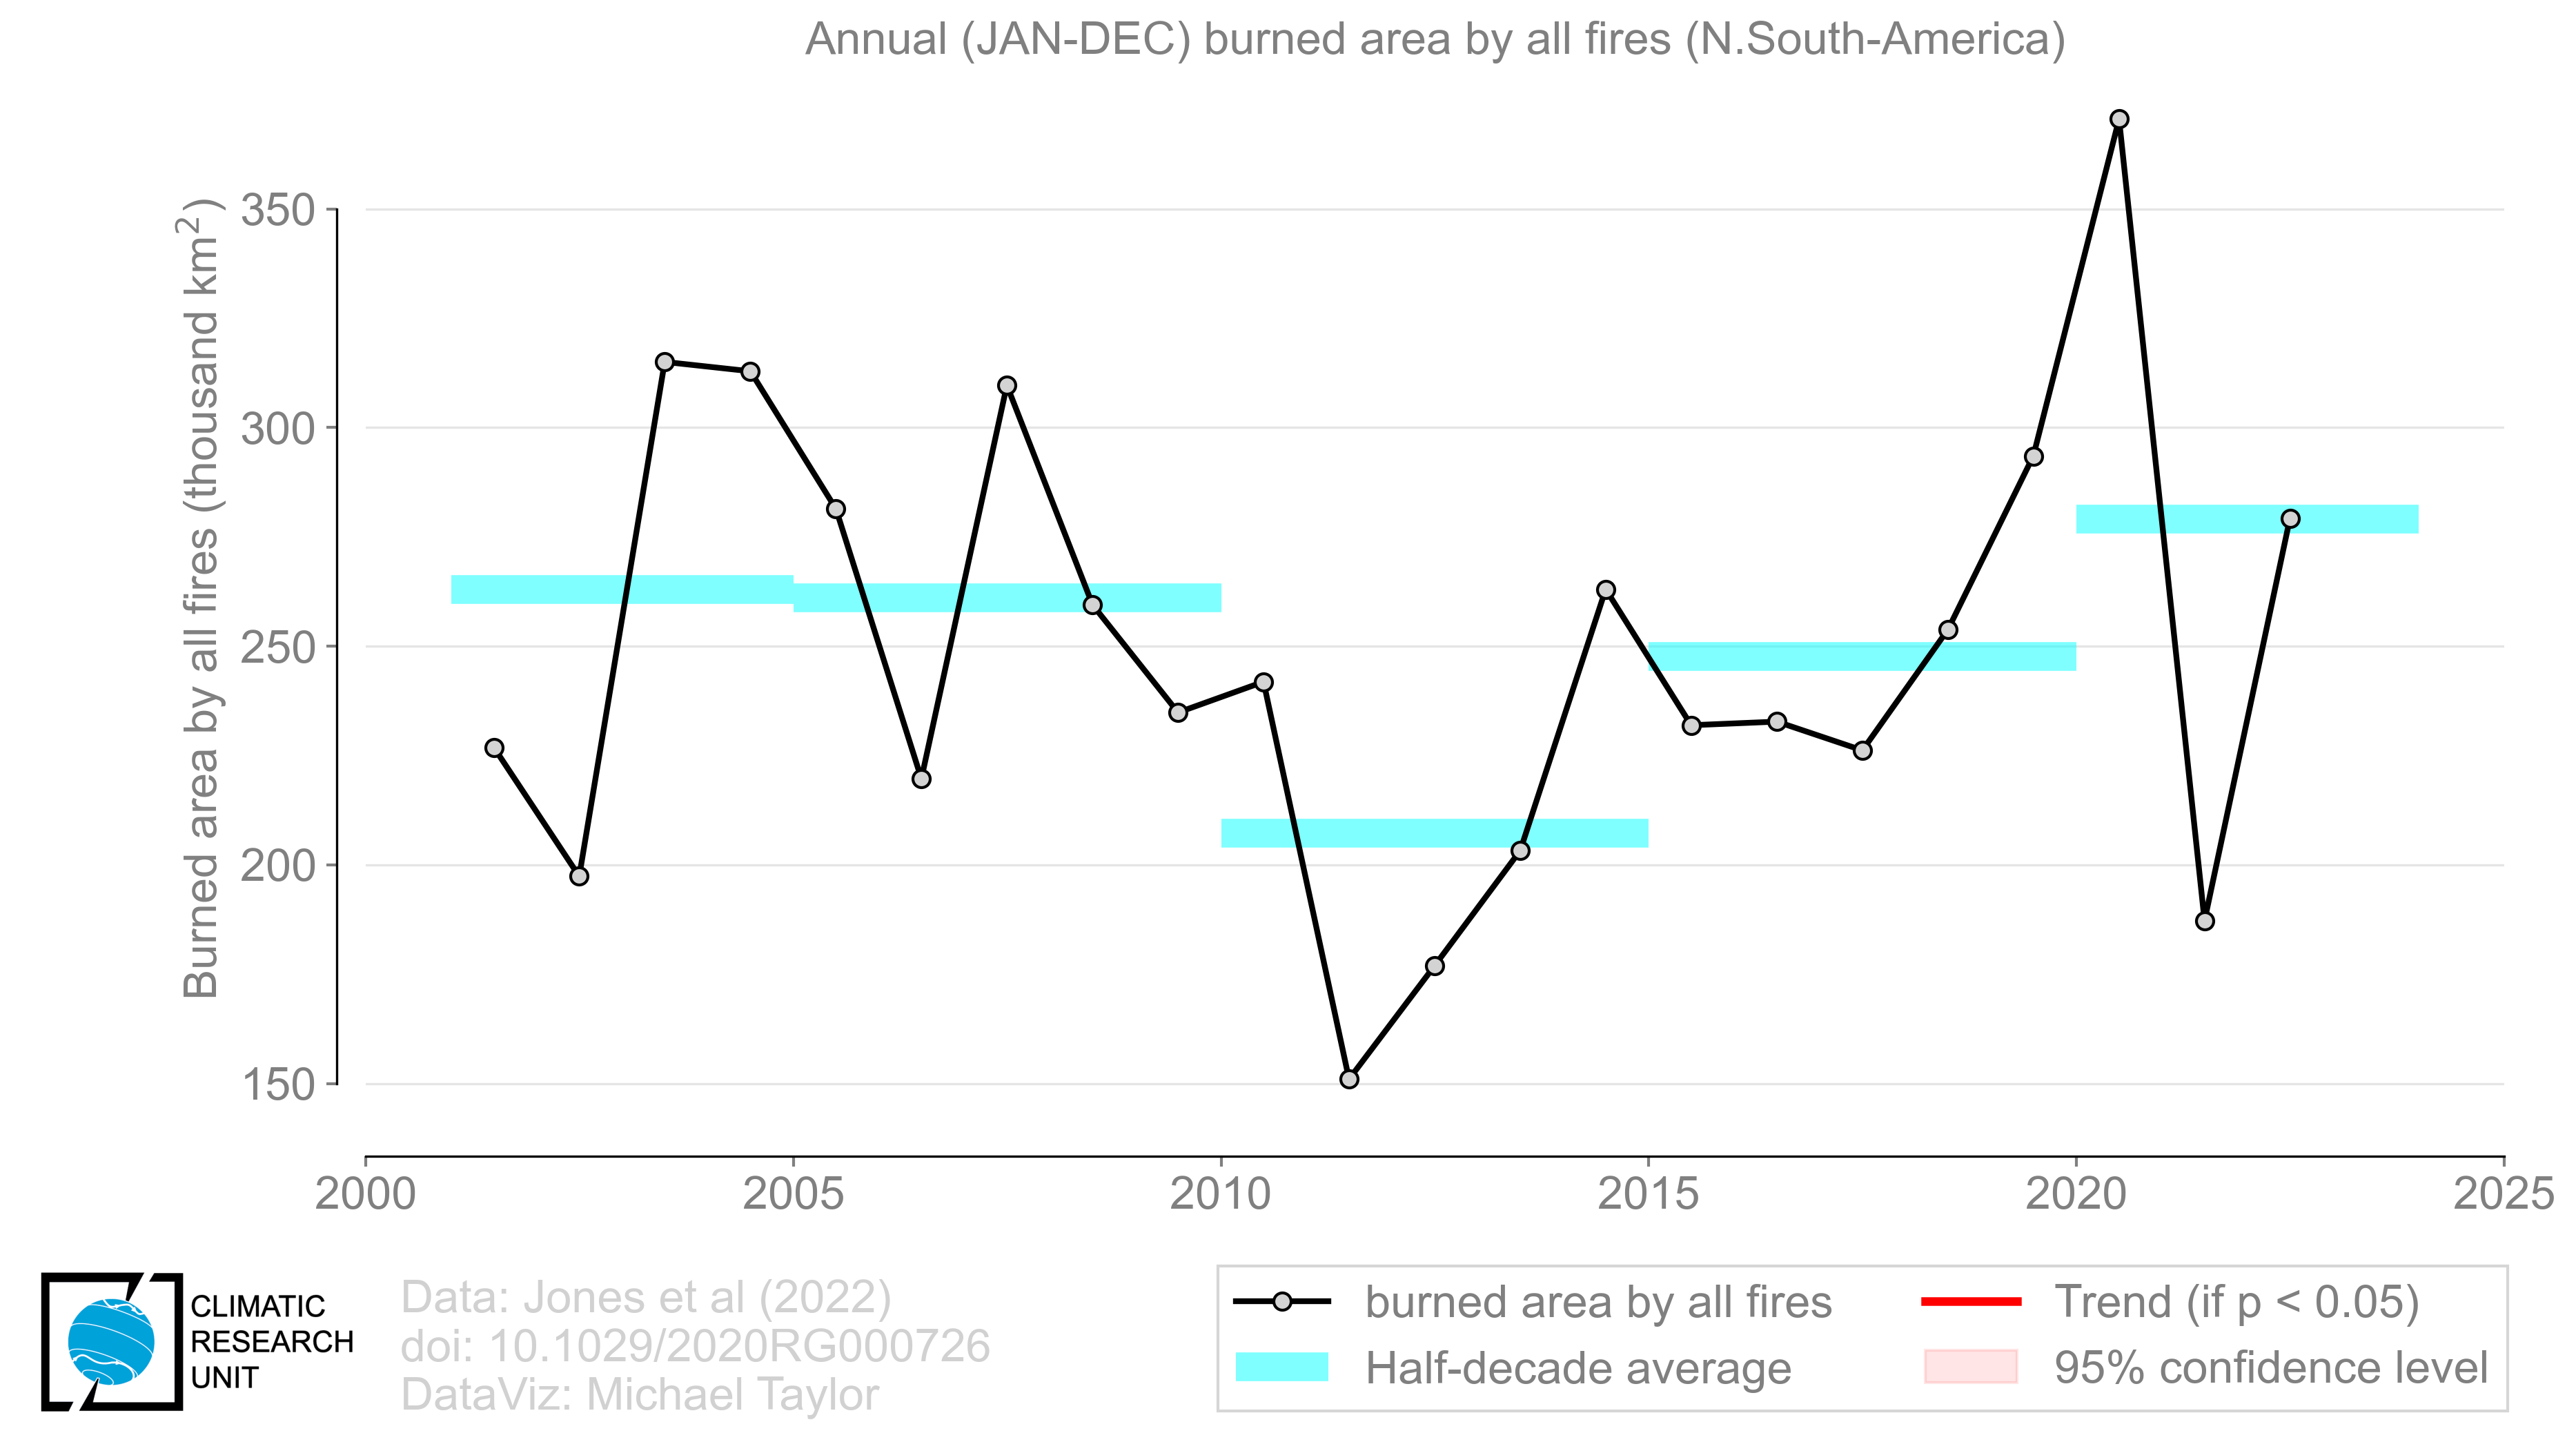 Annual (JAN-DEC) burned area by all fires (N.South-America)
Burned area by all fires (thousand km²)
350
300
250
200
150
2000
2005
2010
2015
2020
2025
CLIMATIC
RESEARCH
UNIT
Data: Jones et al (2022)
doi: 10.1029/2020RG000726
DataViz: Michael Taylor
burned area by all fires
Half-decade average
Trend (if p < 0.05)
95% confidence level